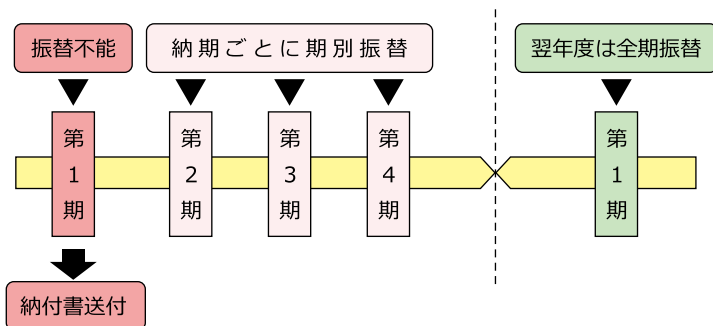 振替不能
納期ごとに期別振替
翌年度は全期振替
第1期
第2期
第3期
第4期
第1期
納付書送付